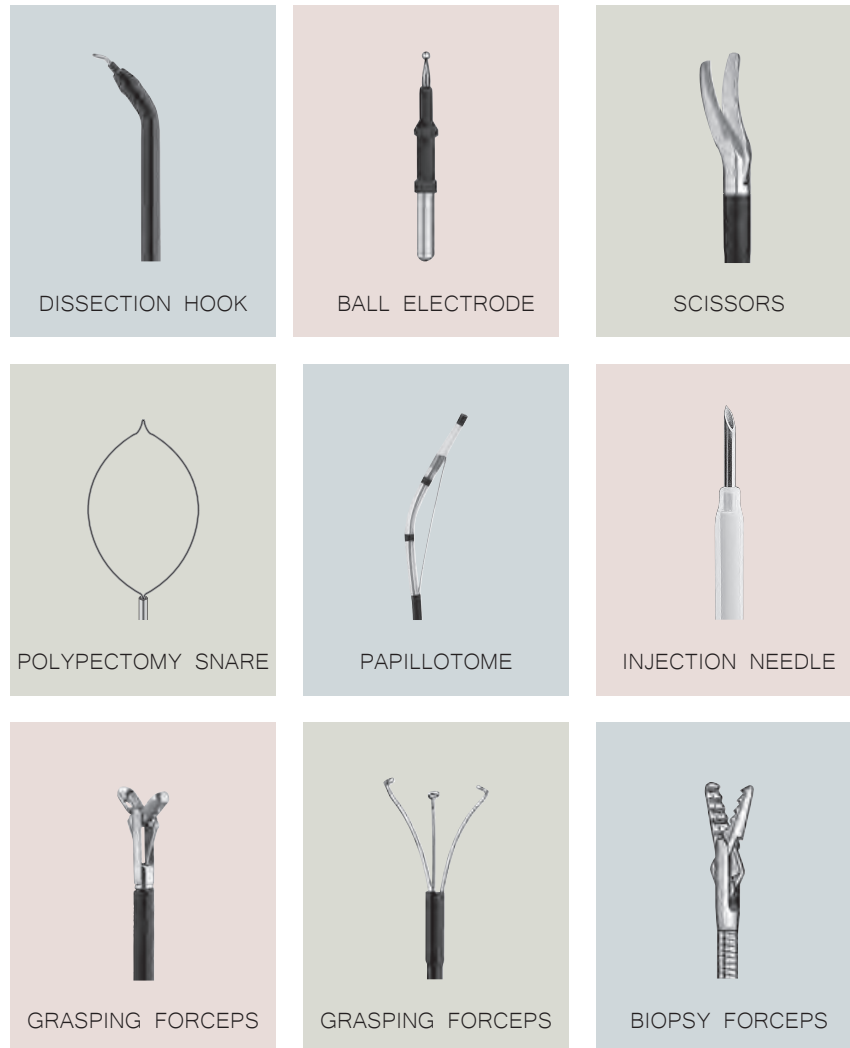 DISSECTION HOOK
BALL ELECTRODE
SCISSORS
POLYPECTOMY SNARE
PAPILLOTOME
INJECTION NEEDLE
GRASPING FORCEPS
GRASPING FORCEPS
BIOPSY FORCEPS